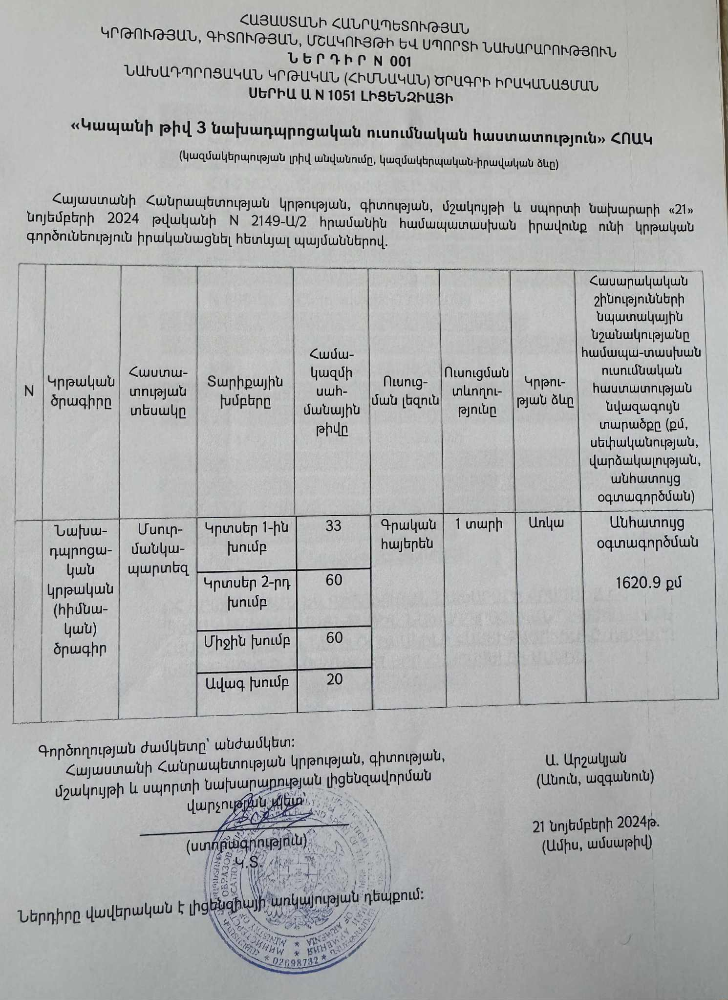 ՀԱՅԱՍՏԱՆԻ ՀԱՆՐԱՊԵՏՈՒԹՅԱՆ
ԿՐԹՈՒԹՅԱՆ, ԳԻՏՈՒԹՅԱՆ, ՄՇԱԿՈՒՅԹԻ ԵՎ ՍՊՈՐՏԻ ՆԱԽԱՐԱՐՈՒԹՅՈՒՆ
Ն Ե Ր Դ Ի Ր N 001
ՆԱԽԱԴՊՐՈՑԱԿԱՆ ԿՐԹԱԿԱՆ (ՀԻՄՆԱԿԱՆ) ԾՐԱԳՐԻ ԻՐԱԿԱՆԱՑՄԱՆ
ՍԵՐԻԱ Ա N 1051 ԼԻՑԵՆԶԻԱՅԻ
«Կապանի թիվ 3 նախադպրոցական ուսումնական հաստատություն» ՀՈԱԿ
(կազմակերպության լրիվ անվանումը, կազմակերպական-իրավական ձևը)
Հայաստանի Հանրապետության կրթության, գիտության, մշակույթի և սպորտի նախարարի «21»
նոյեմբերի 2024 թվականի N 2149-Ա/2 հրամանին համապատասխան իրավունք ունի կրթական
գործունեություն իրականացնել հետևյալ պայմաններով.
N
Կրթական
ծրագիրը
Հաստա-
տության
տեսակը
Տարիքային
խմբերը
Համա-
կազմի
սահ-
մանային
թիվը
Ուսուց-
ման լեզուն
Ուսուցման
տևողու-
թյունը
Կրթու-
թյան ձևը
Հասարակական
շինությունների
նպատակային
նշանակությանը
համապա-տասխան
ուսումնական
հաստատության
նվազագույն
տարածքը (քմ,
սեփականության,
վարձակալության,
անհատույց
օգտագործման)
Նախա-
դպրոցա-
կան
կրթական
(հիմնա-
կան)
ծրագիր
Մսուր-
մանկա-
պարտեզ
Կրտսեր 1-ին
խումբ
33
Կրտսեր 2-րդ
խումբ
60
Միջին խումբ
60
Ավագ խումբ
20
Գրական
հայերեն
1 տարի
Առկա
Անհատույց
օգտագործման
1620.9 քմ
Գործողության ժամկետը՝ անժամկետ:
Հայաստանի Հանրապետության կրթության, գիտության,
մշակույթի և սպորտի նախարարության լիցենզավորման
վարչության պետ՝
(ստորագրություն)
Կ.Տ.
Ա. Արշակյան
(Անուն, ազգանուն)
21 նոյեմբերի 2024թ.
(Ամիս, ամսաթիվ)
Ներդիրը վավերական է լիցենզիայի առկայության դեպքում:
* 02698732 *